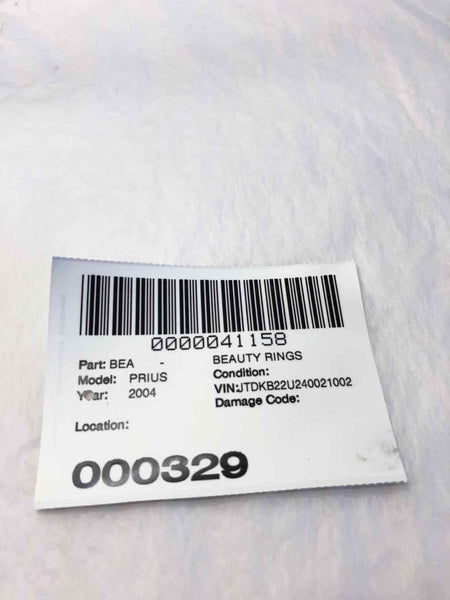 0000041158
Part: BEA - BEAUTY RINGS
Model: PRIUS Condition:
Year: 2004 VIN:JTDKB22U240021002
Damage Code:
Location:
000329